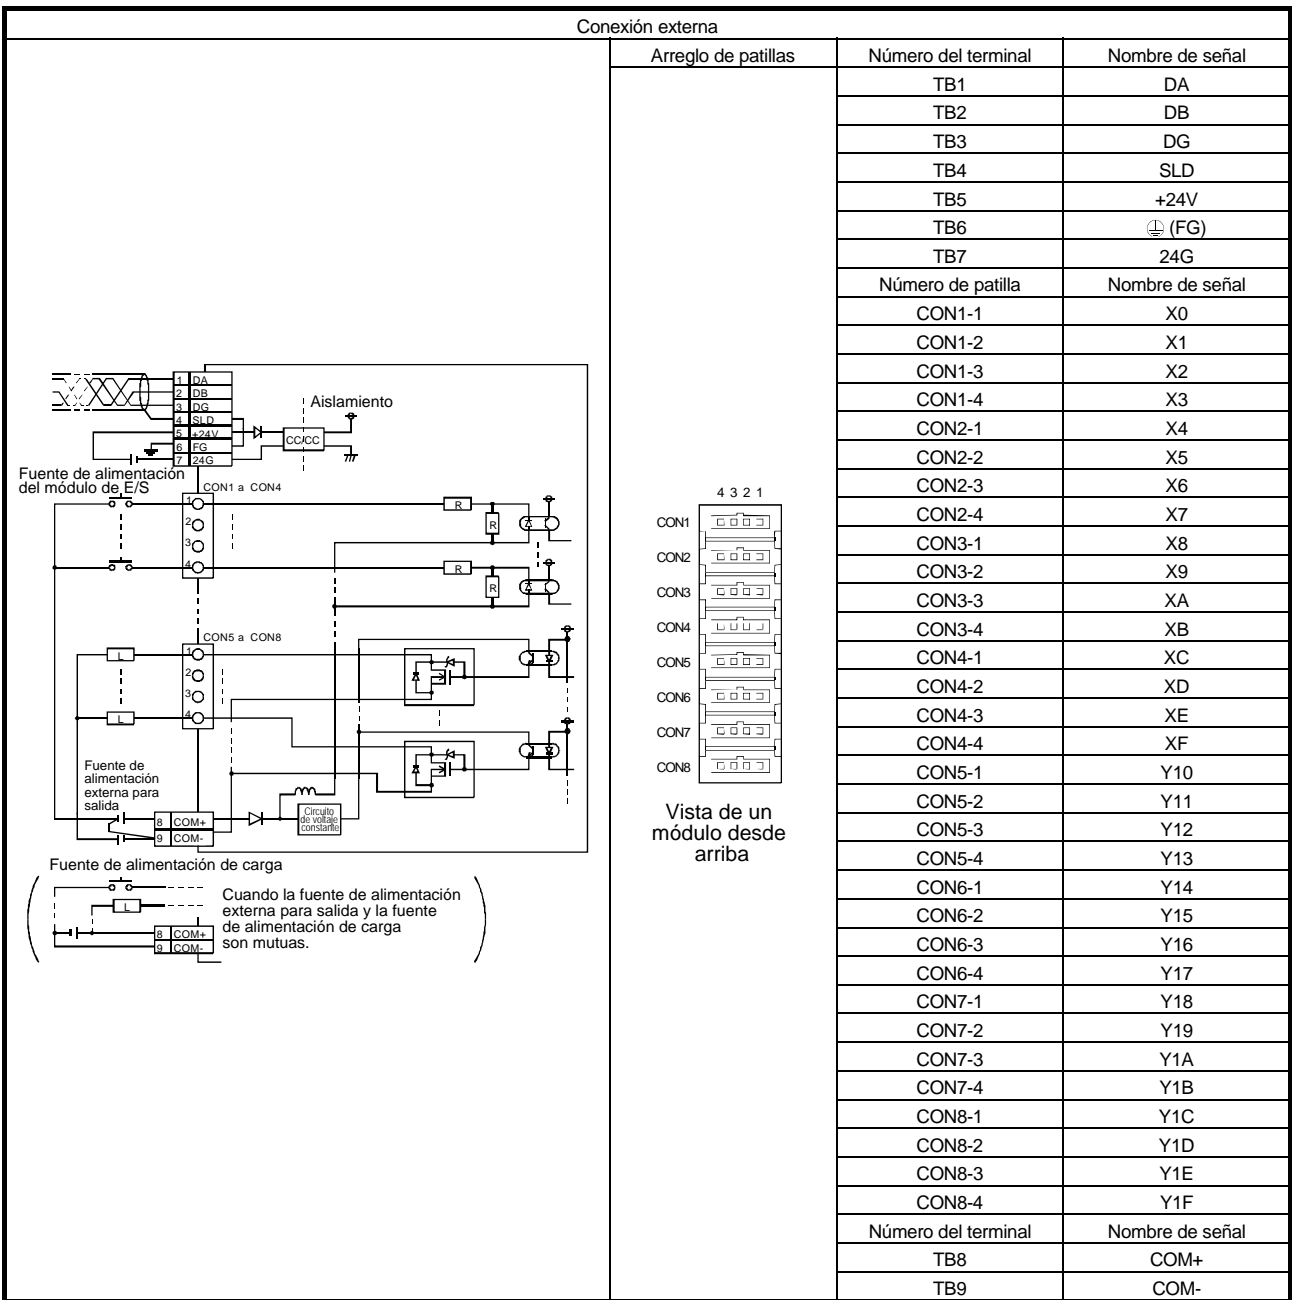 Conexión externa
Arreglo de patillas
Número del terminal Nombre de señal
TB1 DA
TB2 DB
TB3 DG
TB4 SLD
TB5 +24V
TB6 (FG)
TB7 24G
Número de patilla Nombre de señal
CON1-1 X0
CON1-2 X1
CON1-3 X2
CON1-4 X3
CON2-1 X4
CON2-2 X5
CON2-3 X6
CON2-4 X7
CON3-1 X8
CON3-2 X9
CON3-3 XA
CON3-4 XB
CON4-1 XC
CON4-2 XD
CON4-3 XE
CON4-4 XF
CON5-1 Y10
CON5-2 Y11
CON5-3 Y12
CON5-4 Y13
CON6-1 Y14
CON6-2 Y15
CON6-3 Y16
CON6-4 Y17
CON7-1 Y18
CON7-2 Y19
CON7-3 Y1A
CON7-4 Y1B
CON8-1 Y1C
CON8-2 Y1D
CON8-3 Y1E
CON8-4 Y1F
Número del terminal Nombre de señal
TB8 COM+
TB9 COM-
1 DA
2 DB
3 DG
4 SLD
5 +24V
6 FG
7 24G
Aislamiento
CC/CC
Fuente de alimentación
del módulo de E/S
CON1 a CON4
1
2
3
4
R
R
R
R
CON5 a CON8
1
2
3
4
L
L
Fuente de
alimentación
externa para
salida
8 COM+
9 COM-
Circuito
de voltaje
constante
Fuente de alimentación de carga
L
8 COM+
9 COM-
Cuando la fuente de alimentación
externa para salida y la fuente
de alimentación de carga
son mutuas.
4 3 2 1
CON1
CON2
CON3
CON4
CON5
CON6
CON7
CON8
Vista de un
módulo desde
arriba